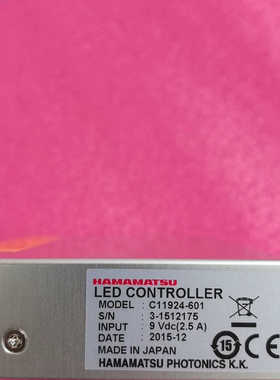 HAMAMATSU
LED CONTROLLER
MODEL : C11924-601
S/N : 3-1512175
INPUT : 9 Vdc(2.5 A)
DATE : 2015-12
MADE IN JAPAN
15
HAMAMATSU PHOTONICS K.K.